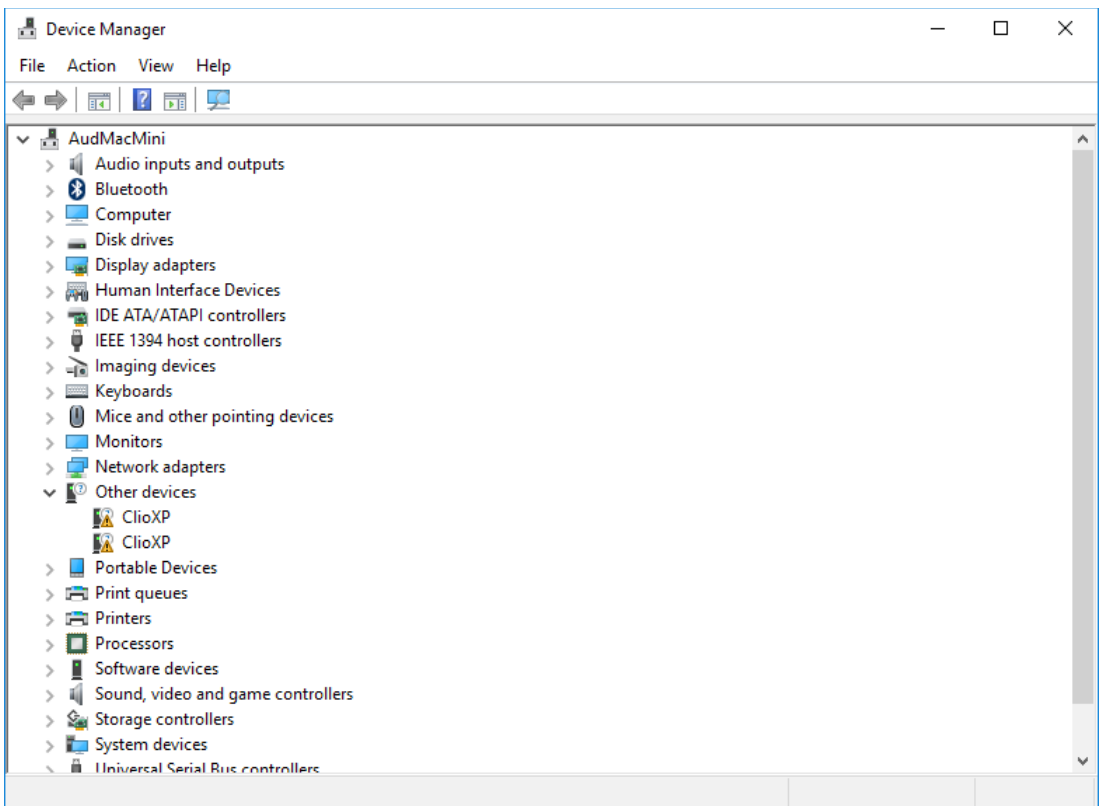 Device Manager
File Action View Help
AudMacMini
Audio inputs and outputs
Bluetooth
Computer
Disk drives
Display adapters
Human Interface Devices
IDE ATA/ATAPI controllers
IEEE 1394 host controllers
Imaging devices
Keyboards
Mice and other pointing devices
Monitors
Network adapters
Other devices
ClioXP
ClioXP
Portable Devices
Print queues
Printers
Processors
Software devices
Sound, video and game controllers
Storage controllers
System devices
Universal Serial Bus controllers